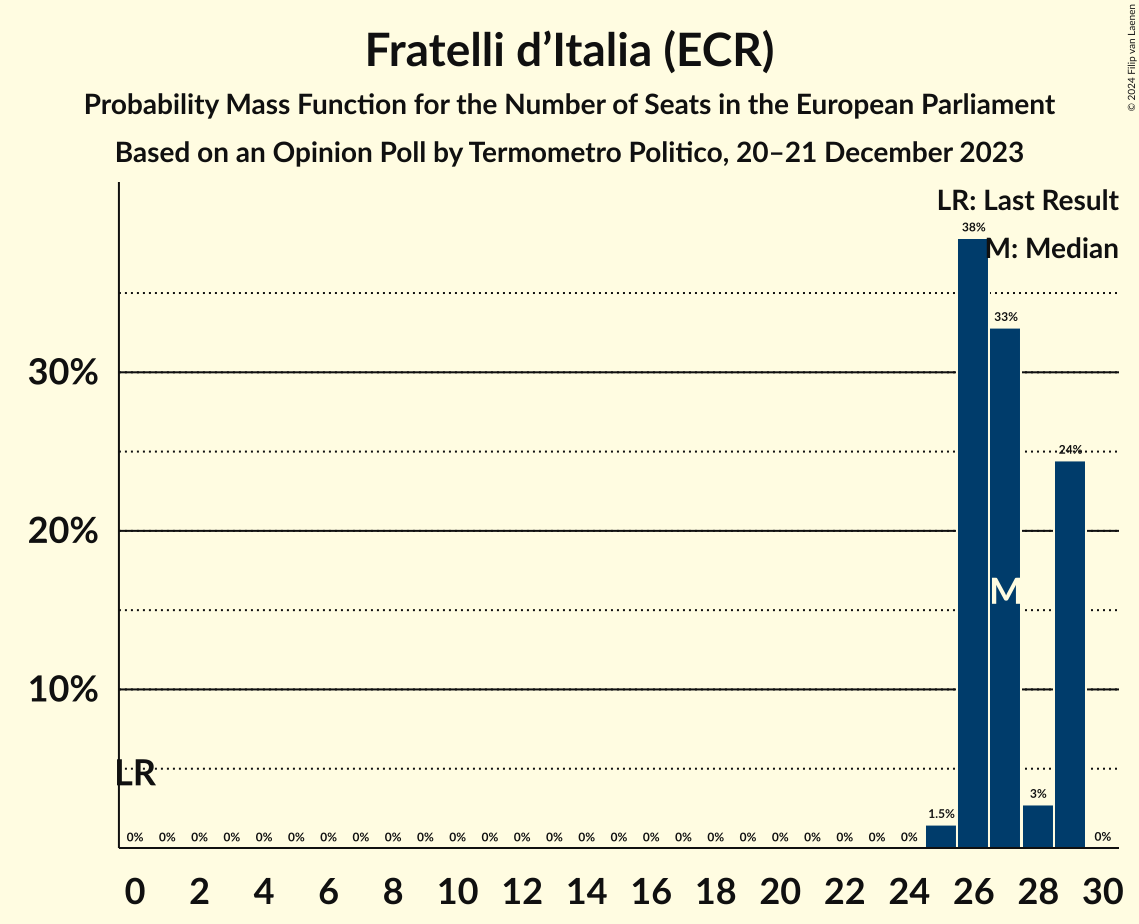 Fratelli d’Italia (ECR)
Probability Mass Function for the Number of Seats in the European Parliament
Based on an Opinion Poll by Termometro Politico, 20–21 December 2023
© 2024 Filip van Laenen
LR: Last Result
M: Median
38%
33%
30%
24%
20%
M
10%
LR
3%
1.5%
0% 0% 0% 0% 0% 0% 0% 0% 0% 0% 0% 0% 0% 0% 0% 0% 0% 0% 0% 0% 0% 0% 0% 0% 0% 0%
0 2 4 6 8 10 12 14 16 18 20 22 24 26 28 30